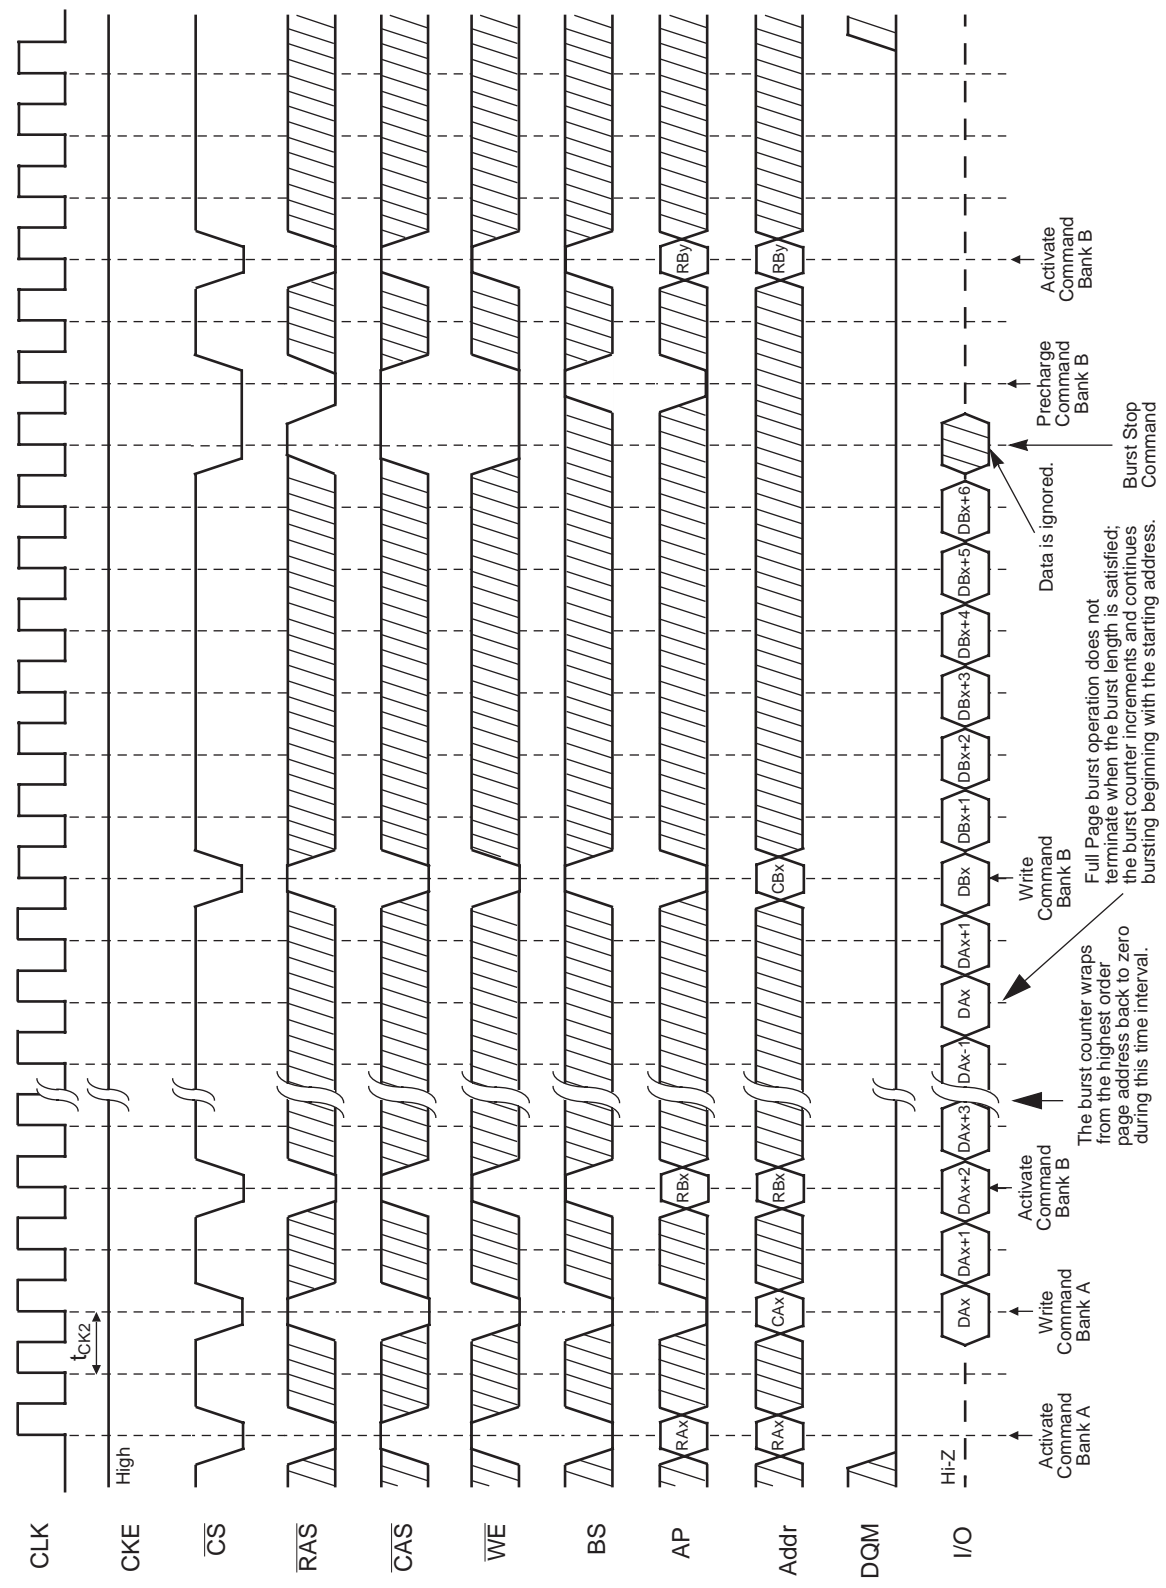 CLK
CKE
High
CS
RAS
CAS
WE
BS
AP
RAx
RBx
RBy
Addr
RAx
CAx
RBx
CBx
RBy
DQM
I/O
Hi-Z
DAx
DAx+1
DAx+2
DAx+3
DAx-1
DAx
DAx+1
DBx
DBx+1
DBx+2
DBx+3
DBx+4
DBx+5
DBx+6
tCK2
Activate
Command
Bank A
Write
Command
Bank A
Activate
Command
Bank B
The burst counter wraps
from the highest order
page address back to zero
during this time interval.
Write
Command
Bank B
Full Page burst operation does not
terminate when the burst length is satisfied;
the burst counter increments and continues
bursting beginning with the starting address.
Data is ignored.
Burst Stop
Command
Precharge
Command
Bank B
Activate
Command
Bank B